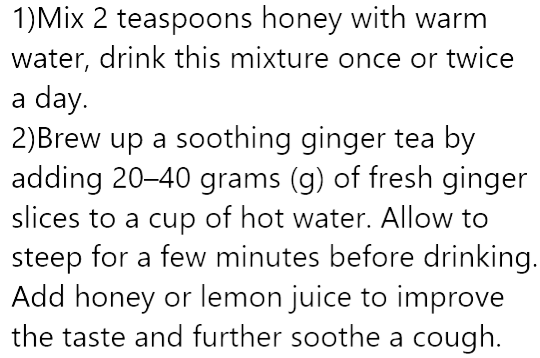 1)Mix 2 teaspoons honey with warm
water, drink this mixture once or twice
a day.
2)Brew up a soothing ginger tea by
adding 20–40 grams (g) of fresh ginger
slices to a cup of hot water. Allow to
steep for a few minutes before drinking.
Add honey or lemon juice to improve
the taste and further soothe a cough.